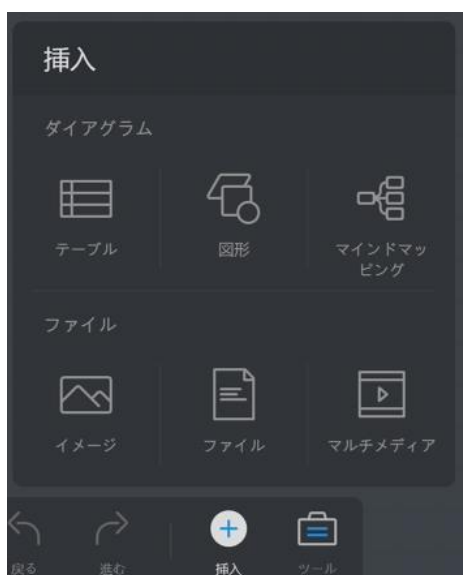 挿入
ダイアグラム
テーブル 図形 マインドマッ
ピング
ファイル
イメージ ファイル マルチメディア
戻る 進む 挿入 ツール